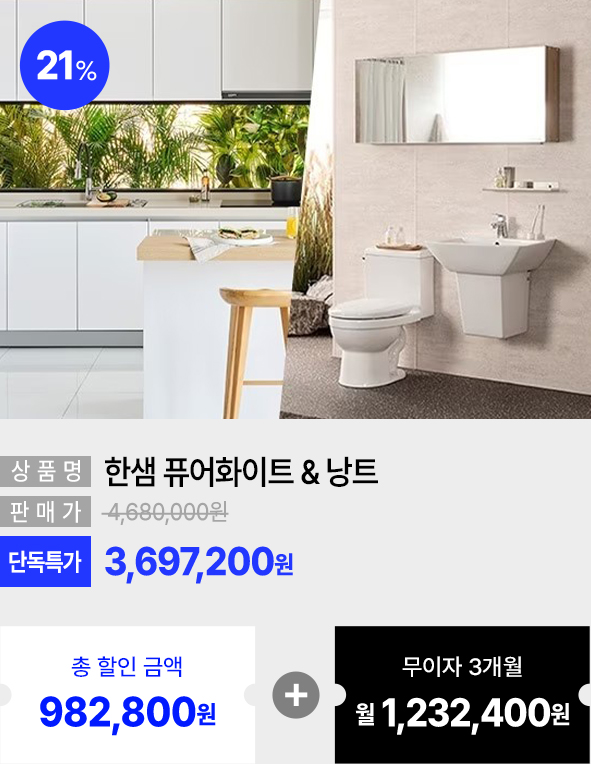 21%
상품명 한샘 퓨어화이트 & 낭트
판매가 4,680,000원
단독특가 3,697,200원
총 할인 금액
982,800원
+
무이자 3개월
월 1,232,400원